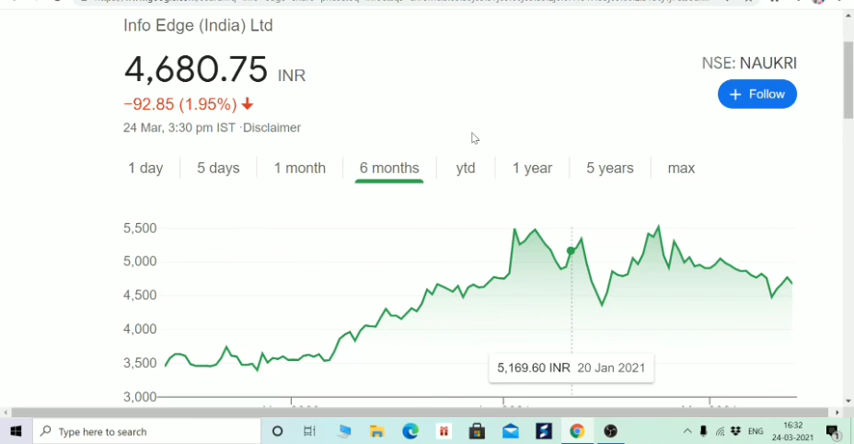 Info Edge (India) Ltd
4,680.75 INR
NSE: NAUKRI
−92.85 (1.95%)
+ Follow
24 Mar, 3:30 pm IST ·Disclaimer
1 day 5 days 1 month 6 months ytd 1 year 5 years max
5,500
5,000
4,500
4,000
3,500
3,000
5,169.60 INR 20 Jan 2021
Type here to search
ENG
16:32
24-03-2021
1